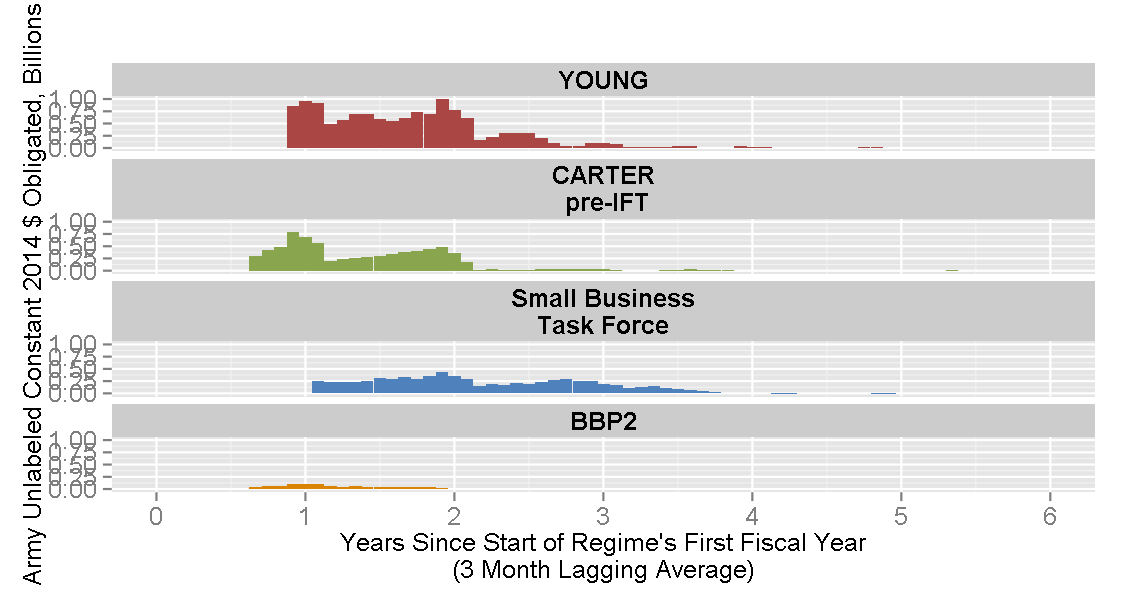 Army Unlabeled Constant 2014 $ Obligated, Billions
YOUNG
1.00
0.75
0.50
0.25
0.00
CARTER
pre-IFT
1.00
0.75
0.50
0.25
0.00
Small Business
Task Force
1.00
0.75
0.50
0.25
0.00
BBP2
1.00
0.75
0.50
0.25
0.00
0 1 2 3 4 5 6
Years Since Start of Regime's First Fiscal Year
(3 Month Lagging Average)